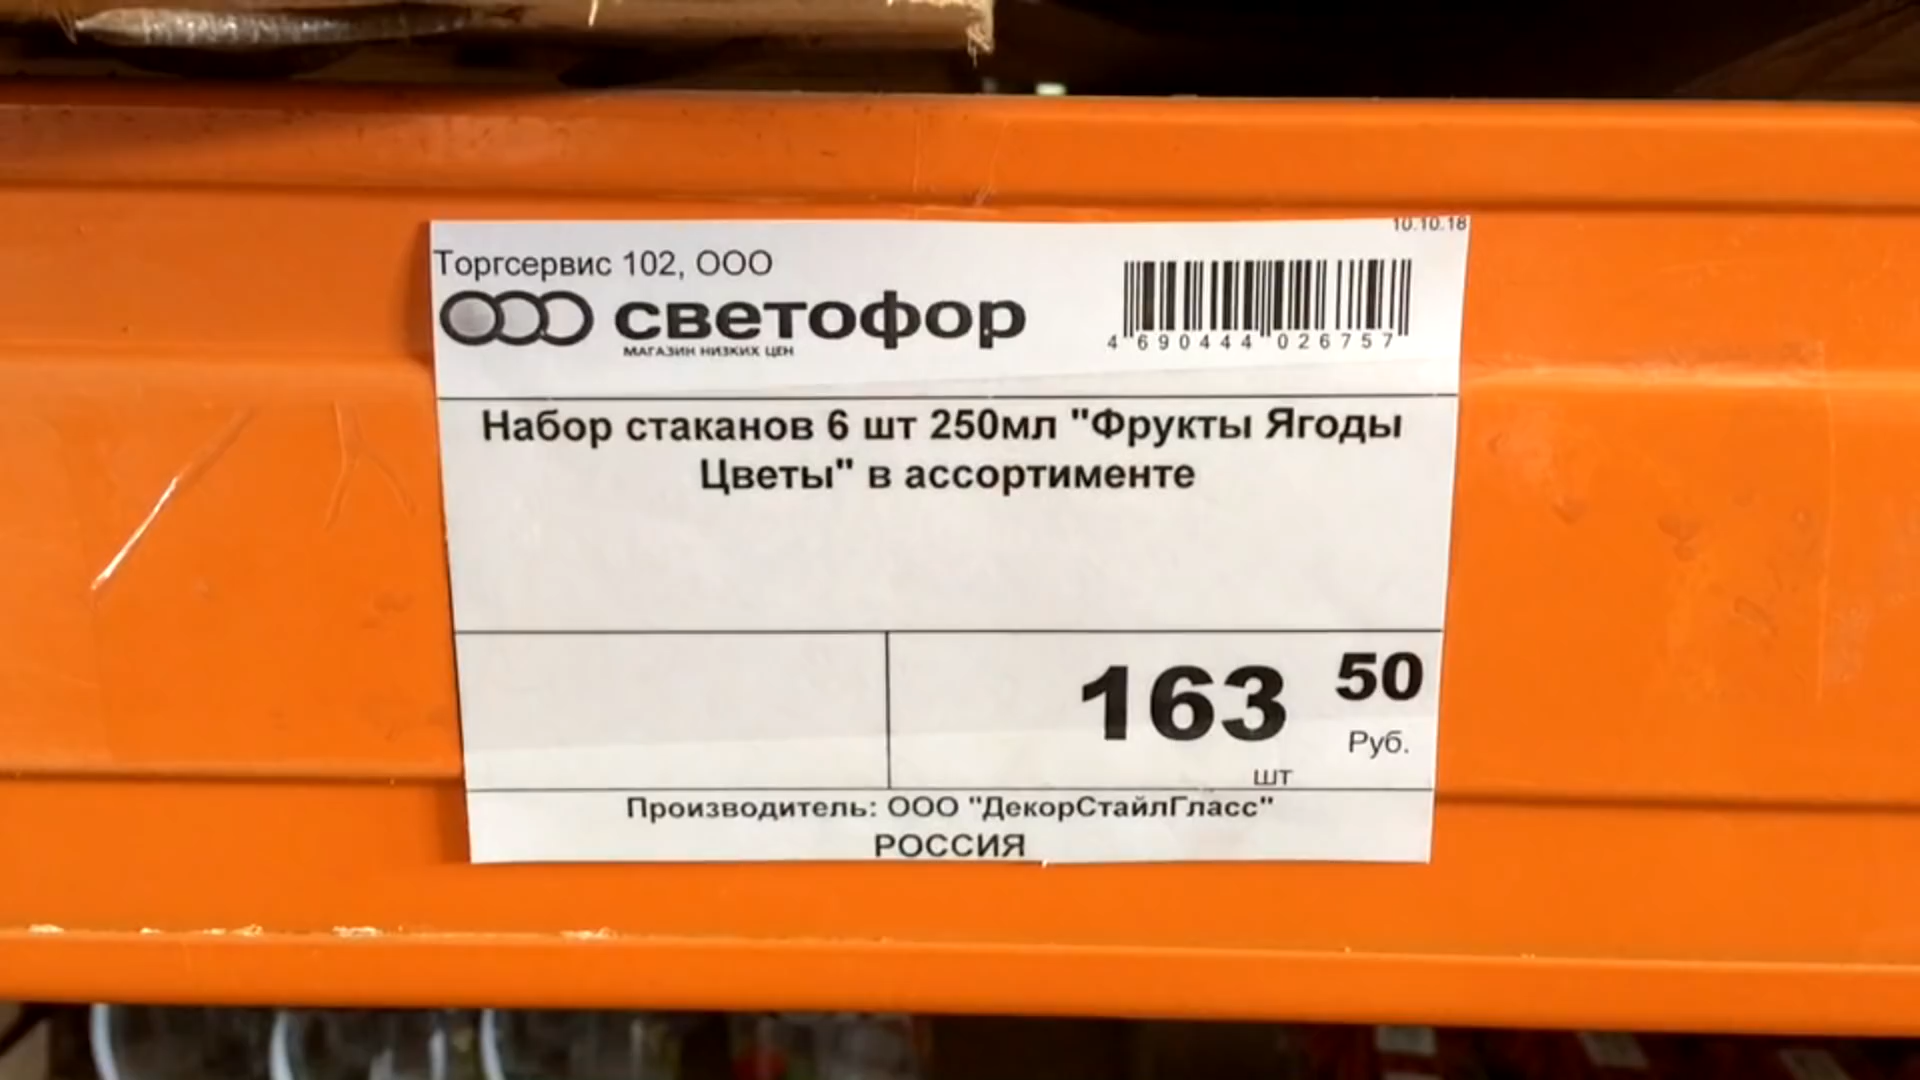 10.10.18
Торгсервис 102, ООО
светофор
МАГАЗИН НИЗКИХ ЦЕН
4 690444 026757
Набор стаканов 6 шт 250мл "Фрукты Ягоды
Цветы" в ассортименте
163 50
Руб.
шт
Производитель: ООО "ДекорСтайлГласс"
РОССИЯ